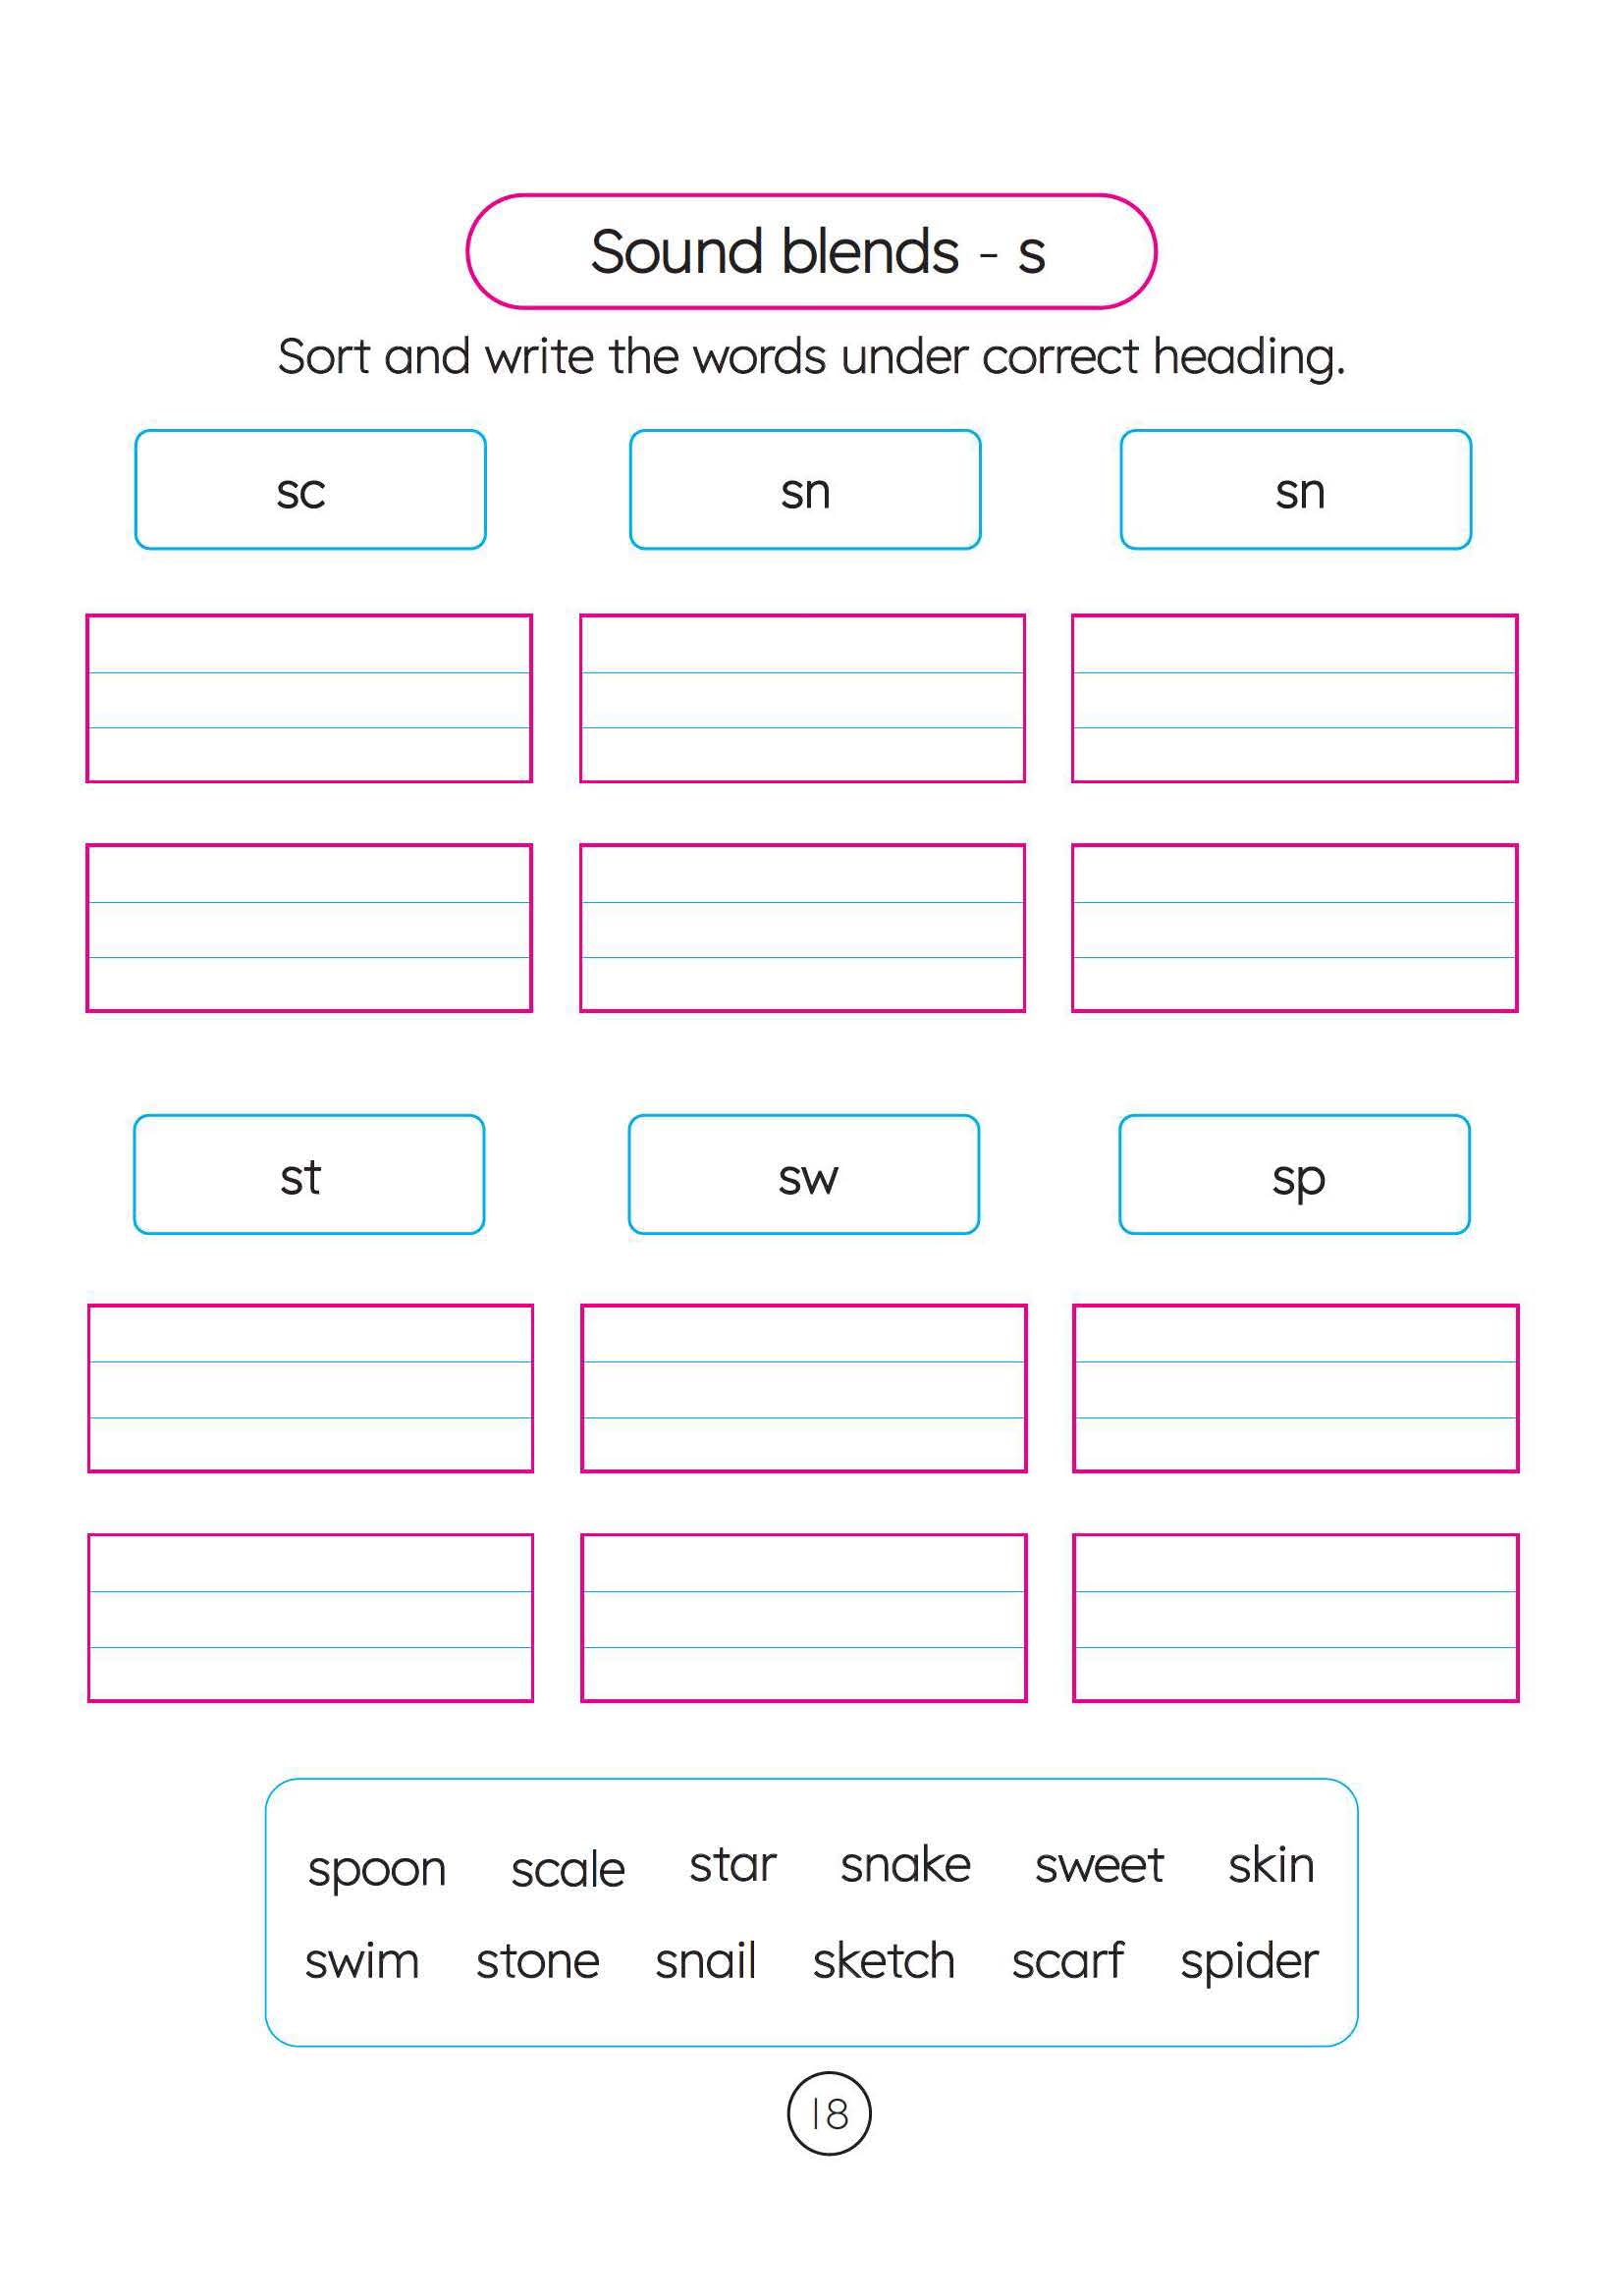 Sound blends - s
Sort and write the words under correct heading.
sc sn sn
st sw sp
spoon scale star snake sweet skin
swim stone snail sketch scarf spider
18